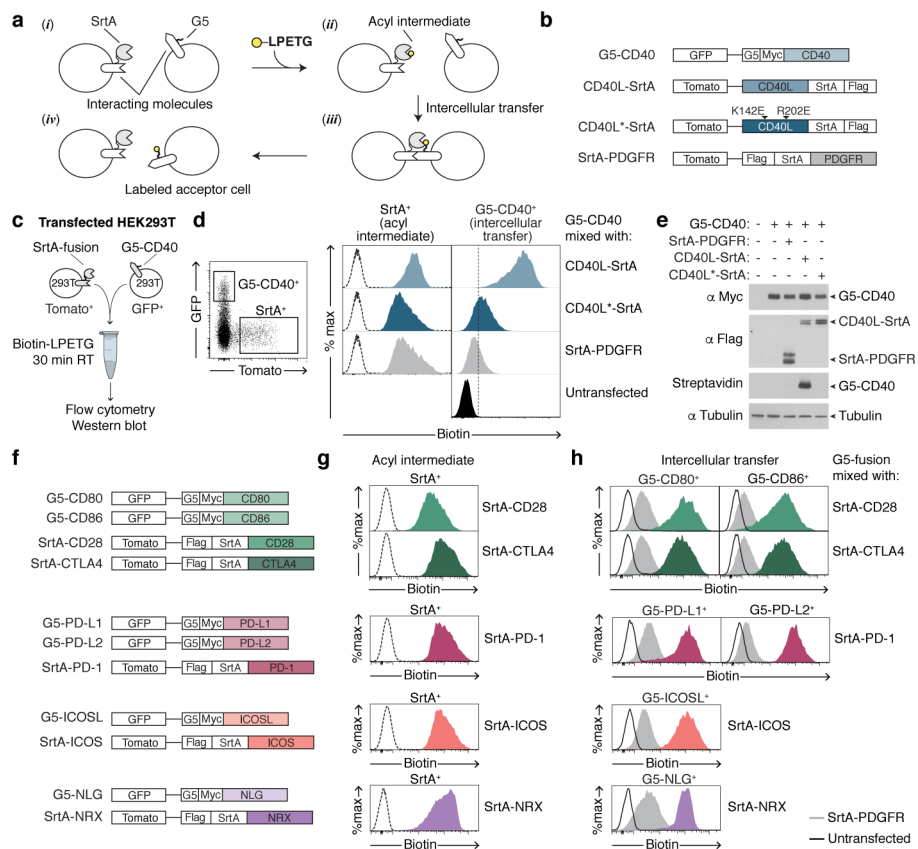 a
(i)
SrtA
G5
LPETG
(ii)
Acyl intermediate
Interacting molecules
Intercellular transfer
(iv)
(iii)
Labeled acceptor cell
b
G5-CD40
GFP
G5
Myc
CD40
CD40L-SrtA
Tomato
CD40L
SrtA
Flag
K142E
R202E
CD40L*-SrtA
Tomato
CD40L
SrtA
Flag
SrtA-PDGFR
Tomato
Flag
SrtA
PDGFR
c
Transfected HEK293T
SrtA-fusion
G5-CD40
293T
293T
Tomato⁺
GFP⁺
Biotin-LPETG
30 min RT
Flow cytometry
Western blot
d
G5-CD40⁺
SrtA⁺
GFP
Tomato
SrtA⁺
(acyl
intermediate)
G5-CD40⁺
(intercellular
transfer)
G5-CD40
mixed with:
CD40L-SrtA
CD40L*-SrtA
SrtA-PDGFR
Untransfected
% max
Biotin
e
G5-CD40: - + + + +
SrtA-PDGFR: - - + - -
CD40L-SrtA: - - - + -
CD40L*-SrtA: - - - - +
α Myc
G5-CD40
α Flag
CD40L-SrtA
SrtA-PDGFR
Streptavidin
G5-CD40
α Tubulin
Tubulin
f
G5-CD80
GFP
G5
Myc
CD80
G5-CD86
GFP
G5
Myc
CD86
SrtA-CD28
Tomato
Flag
SrtA
CD28
SrtA-CTLA4
Tomato
Flag
SrtA
CTLA4
G5-PD-L1
GFP
G5
Myc
PD-L1
G5-PD-L2
GFP
G5
Myc
PD-L2
SrtA-PD-1
Tomato
Flag
SrtA
PD-1
G5-ICOSL
GFP
G5
Myc
ICOSL
SrtA-ICOS
Tomato
Flag
SrtA
ICOS
G5-NLG
GFP
G5
Myc
NLG
SrtA-NRX
Tomato
Flag
SrtA
NRX
g
Acyl intermediate
SrtA⁺
%max
SrtA-CD28
%max
SrtA-CTLA4
Biotin
SrtA⁺
%max
SrtA-PD-1
Biotin
SrtA⁺
%max
SrtA-ICOS
Biotin
SrtA⁺
%max
SrtA-NRX
Biotin
h
Intercellular transfer
G5-CD80⁺
G5-CD86⁺
G5-fusion
mixed with:
%max
SrtA-CD28
%max
SrtA-CTLA4
Biotin
G5-PD-L1⁺
G5-PD-L2⁺
%max
SrtA-PD-1
Biotin
G5-ICOSL⁺
%max
SrtA-ICOS
Biotin
G5-NLG⁺
%max
SrtA-NRX
Biotin
SrtA-PDGFR
Untransfected